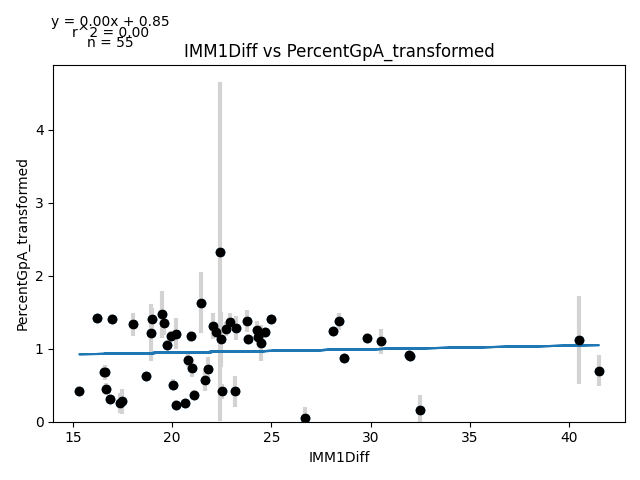 y = 0.00x + 0.85
r^2 = 0.00
n = 55
IMM1Diff vs PercentGpA_transformed
PercentGpA_transformed
4
3
2
1
0
15 20 25 30 35 40
IMM1Diff